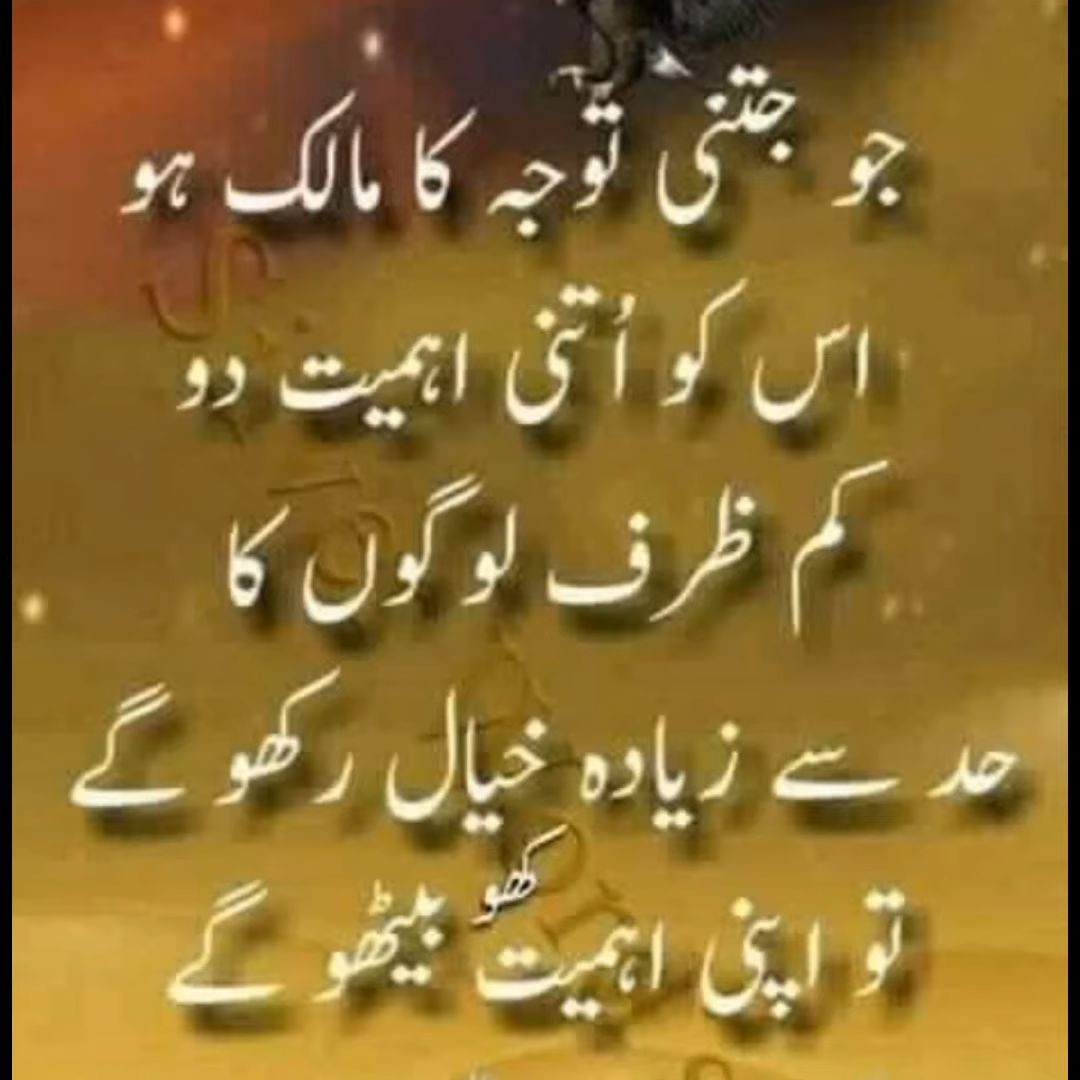 جو جتنی توجہ کا مالک ہو
اس کو اُتنی اہمیت دو
کم ظرف لوگوں کا
حد سے زیادہ خیال رکھو گے
تو اپنی اہمیت کھو بیٹھو گے